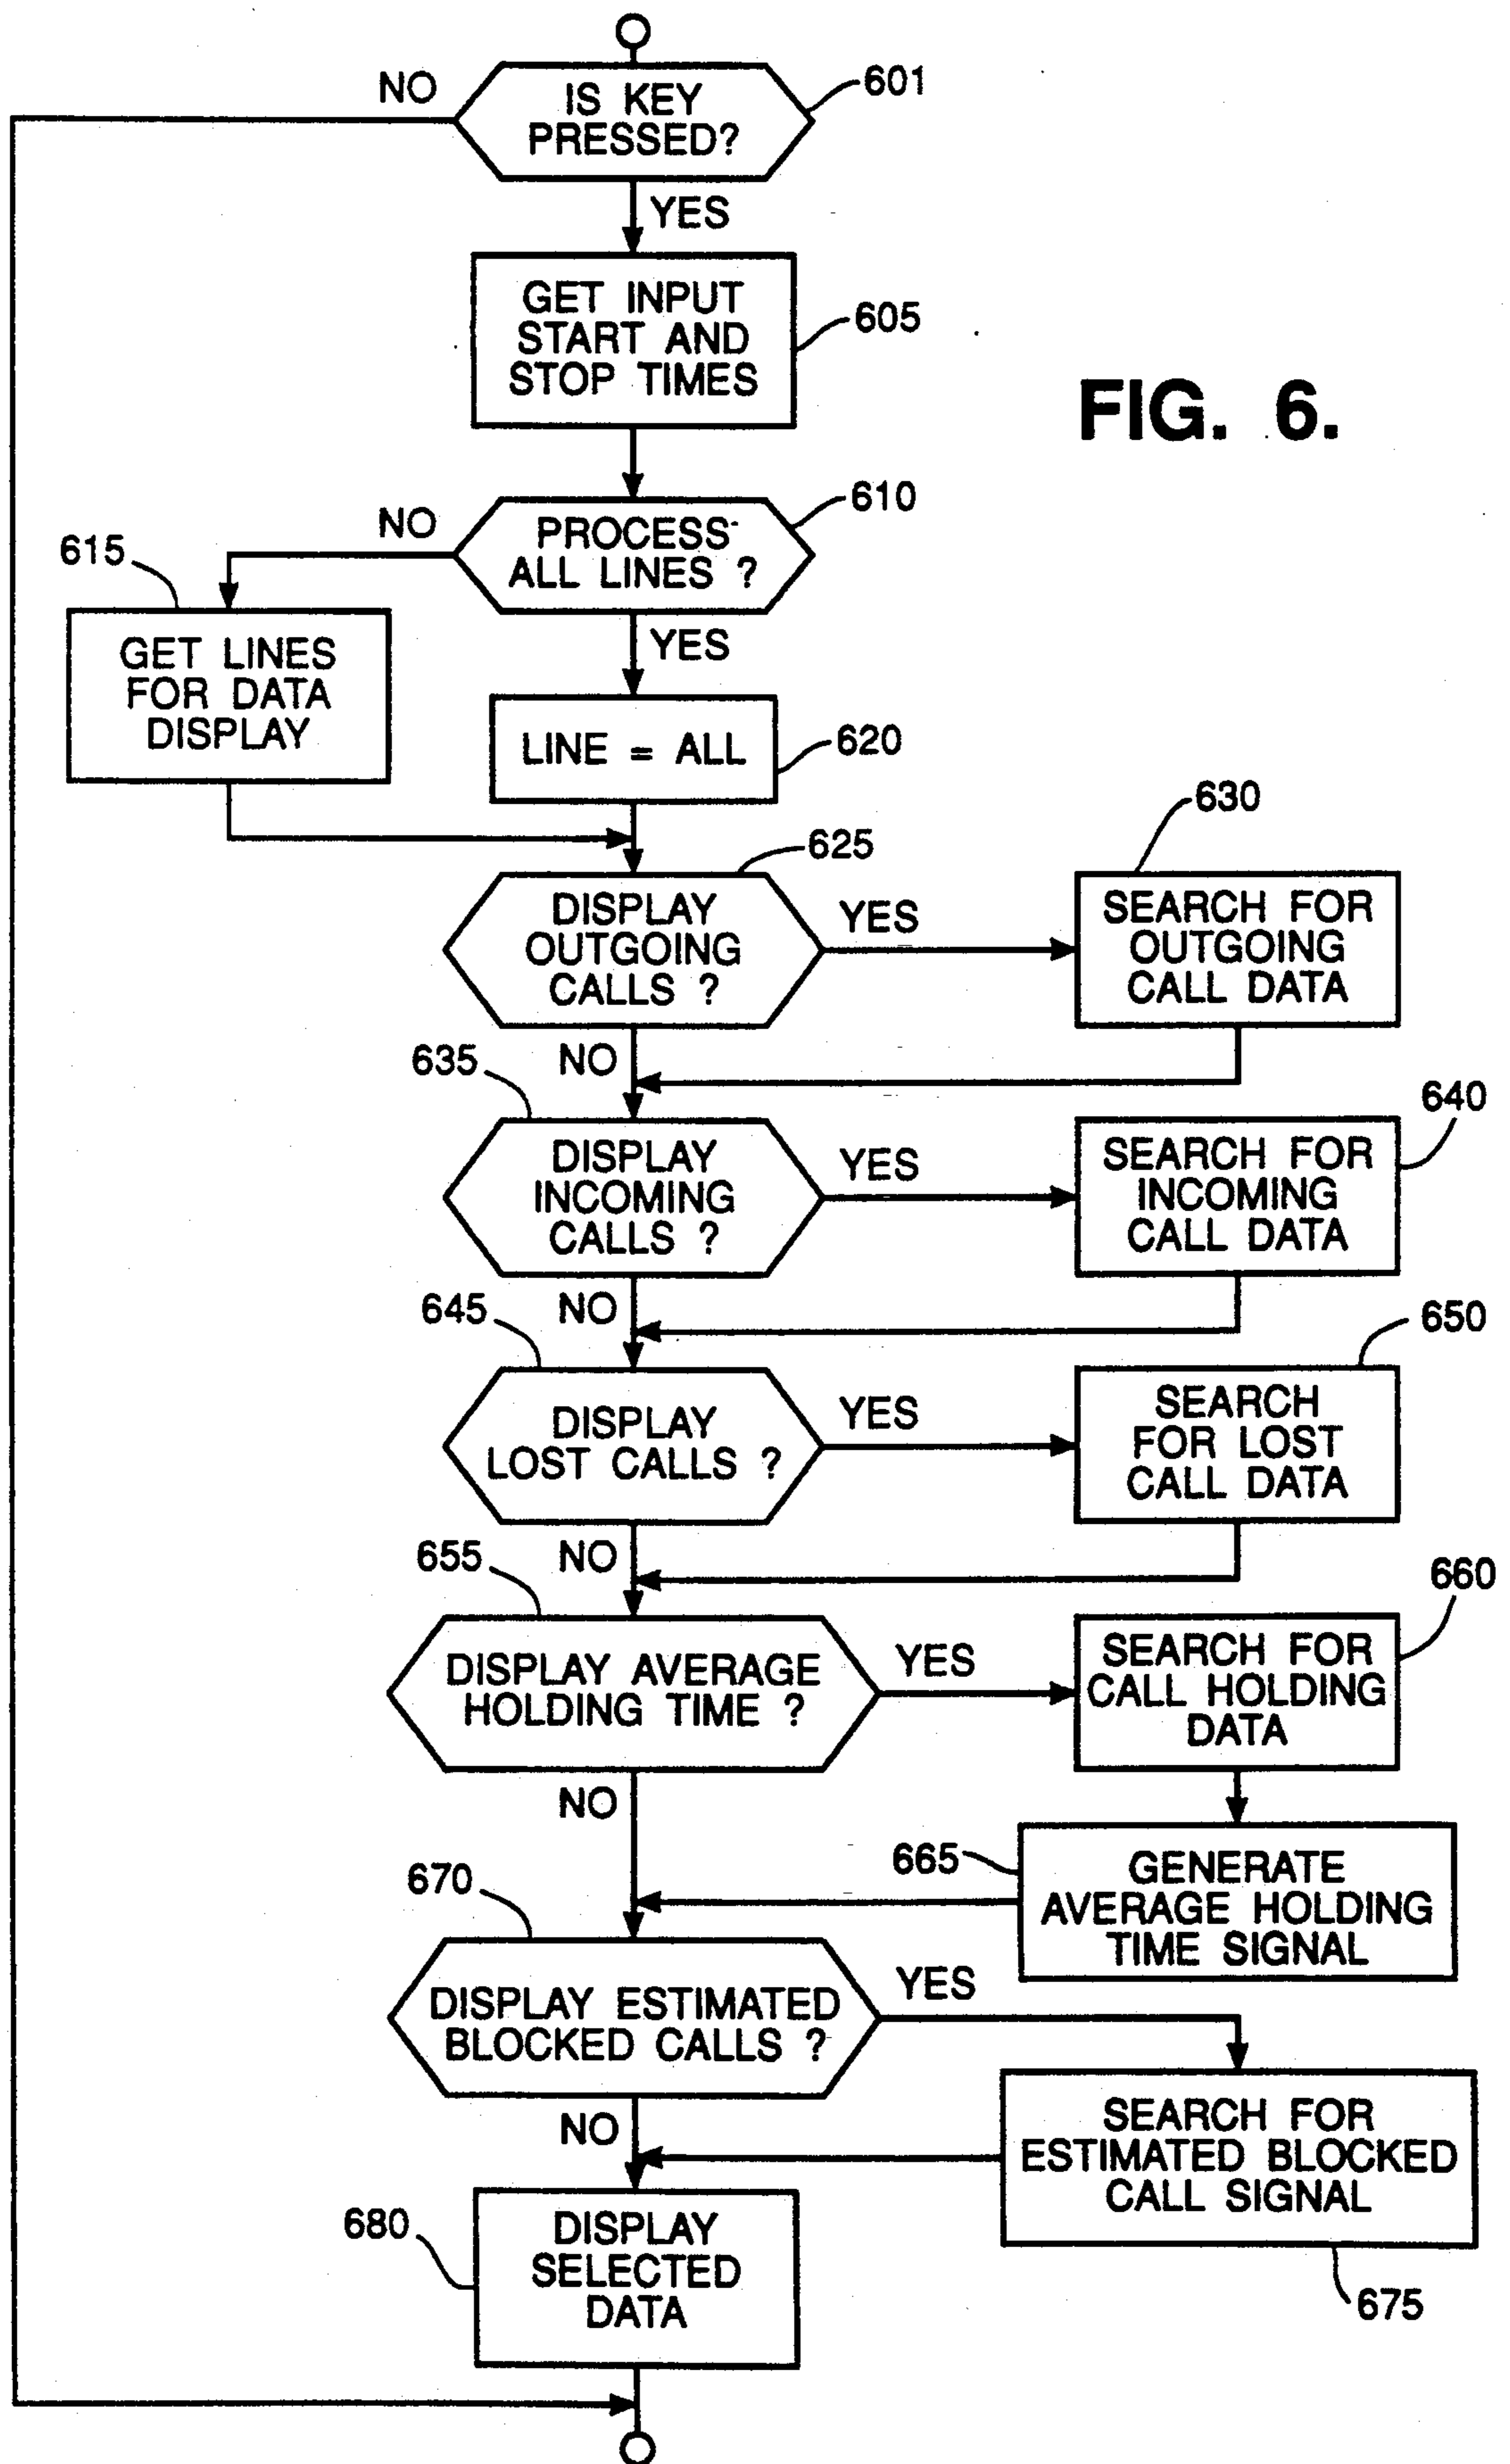 NO
IS KEY
PRESSED?
601
YES
GET INPUT
START AND
STOP TIMES
605
FIG. 6.
NO
PROCESS
ALL LINES ?
610
615
YES
GET LINES
FOR DATA
DISPLAY
LINE = ALL
620
625
630
DISPLAY
OUTGOING
CALLS ?
YES
SEARCH FOR
OUTGOING
CALL DATA
NO
635
640
DISPLAY
INCOMING
CALLS ?
YES
SEARCH FOR
INCOMING
CALL DATA
NO
645
650
DISPLAY
LOST CALLS ?
YES
SEARCH
FOR LOST
CALL DATA
NO
655
660
DISPLAY AVERAGE
HOLDING TIME ?
YES
SEARCH FOR
CALL HOLDING
DATA
NO
665
GENERATE
AVERAGE HOLDING
TIME SIGNAL
670
DISPLAY ESTIMATED
BLOCKED CALLS ?
YES
NO
SEARCH FOR
ESTIMATED BLOCKED
CALL SIGNAL
675
680
DISPLAY
SELECTED
DATA